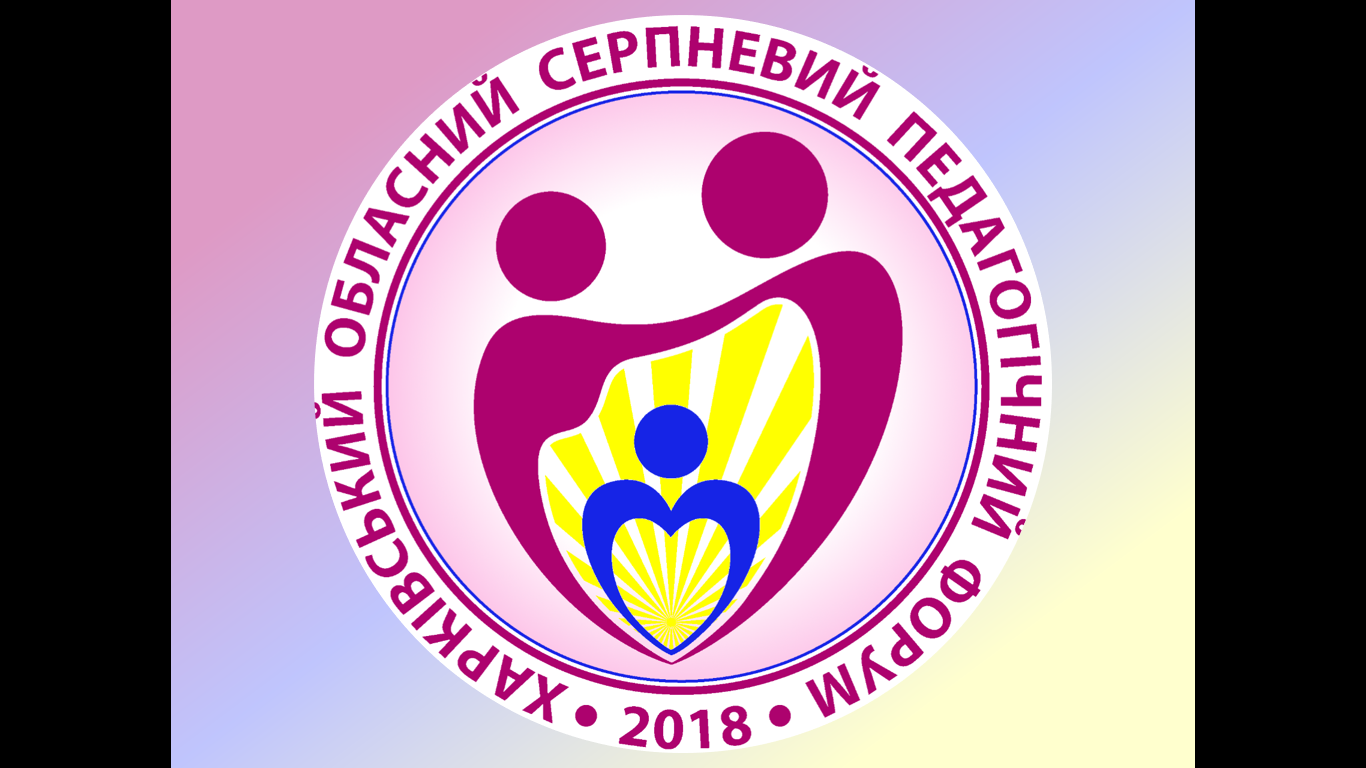 ХАРКІВСЬКИЙ ОБЛАСНИЙ СЕРПНЕВИЙ ПЕДАГОГІЧНИЙ ФОРУМ
• 2018 •